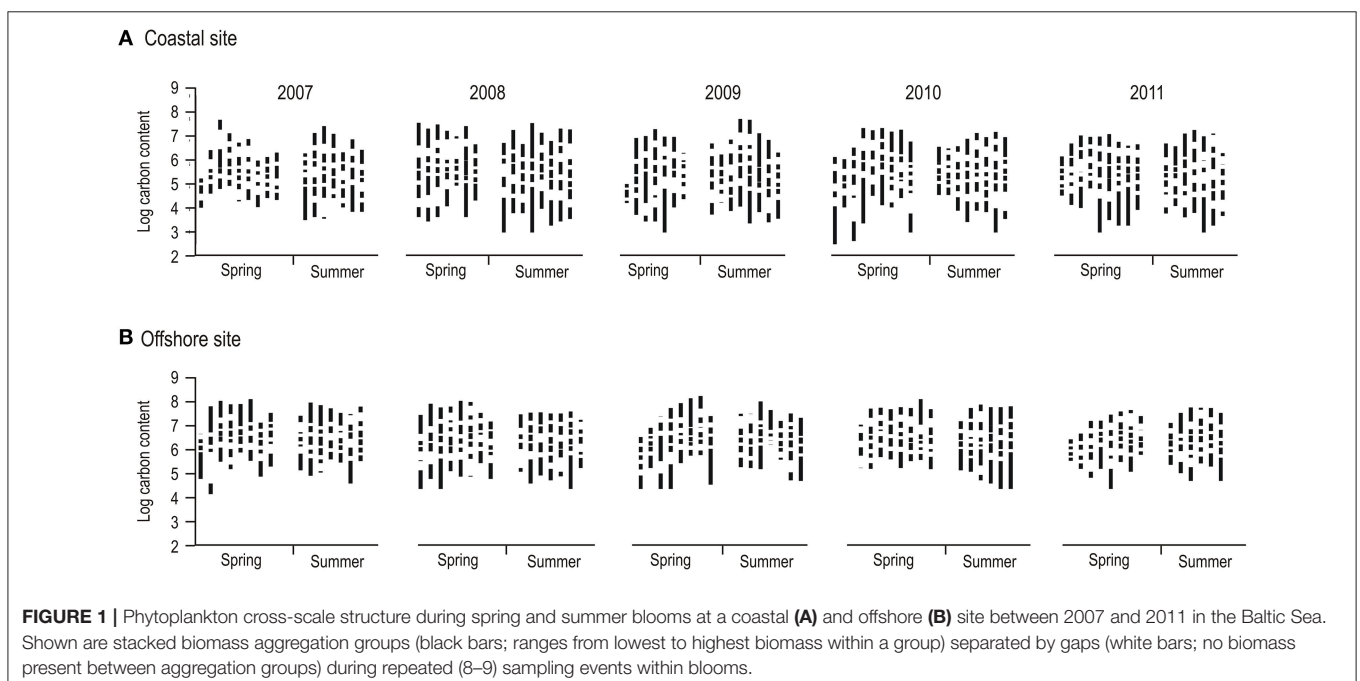 A Coastal site
2007 2008 2009 2010 2011
9
8
7
6
5
4
3
2
Log carbon content
Spring Summer Spring Summer Spring Summer Spring Summer Spring Summer
B Offshore site
9
8
7
6
5
4
3
2
Log carbon content
Spring Summer Spring Summer Spring Summer Spring Summer Spring Summer
FIGURE 1 | Phytoplankton cross-scale structure during spring and summer blooms at a coastal (A) and offshore (B) site between 2007 and 2011 in the Baltic Sea.
Shown are stacked biomass aggregation groups (black bars; ranges from lowest to highest biomass within a group) separated by gaps (white bars; no biomass
present between aggregation groups) during repeated (8–9) sampling events within blooms.